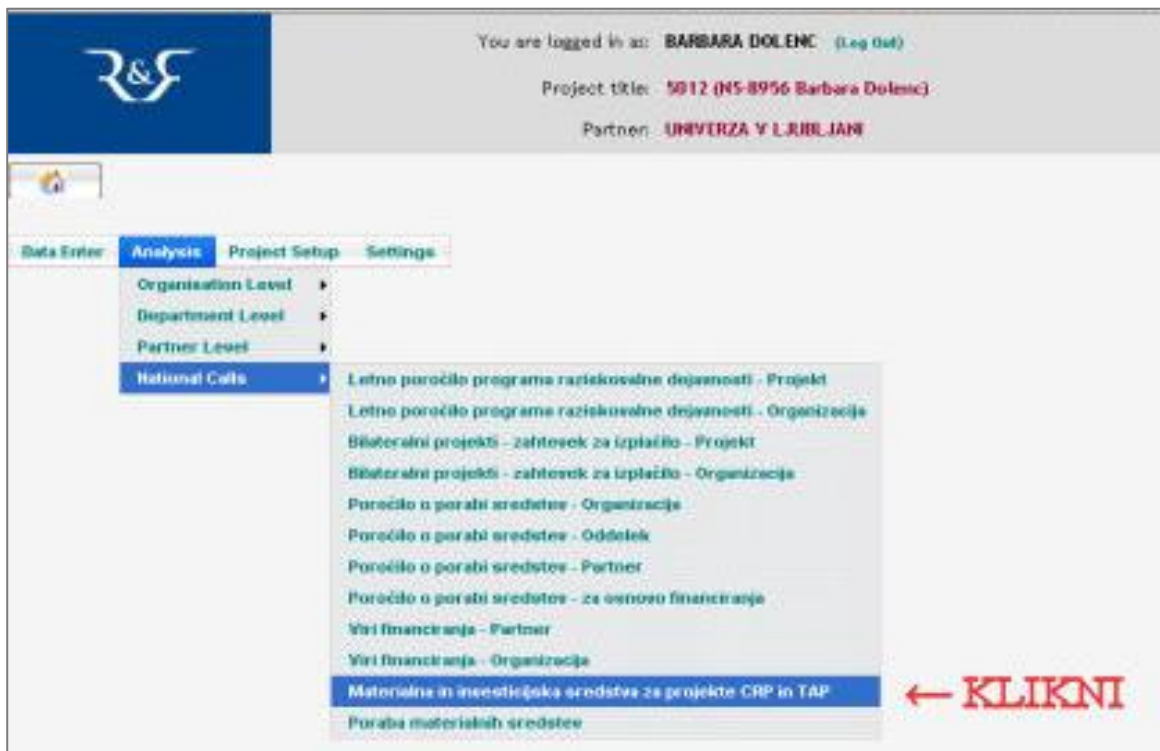 R&S
You are logged in as: BARBARA DOLENC (Log Out)
Project title: 5012 (N5-8956 Barbara Dolenc)
Partner: UNIVERZA V LJUBLJANI
Data Enter Analysis Project Setup Settings
Organisation Level
Department Level
Partner Level
National Calls
Letno poročilo programa raziskovalne dejavnosti - Projekt
Letno poročilo programa raziskovalne dejavnosti - Organizacija
Bilateralni projekti - zahtevek za izplačilo - Projekt
Bilateralni projekti - zahtevek za izplačilo - Organizacija
Poročilo o porabi sredstev - Organizacija
Poročilo o porabi sredstev - Oddelek
Poročilo o porabi sredstev - Partner
Poročilo o porabi sredstev - za osnovo financiranja
Viri financiranja - Partner
Viri financiranja - Organizacija
Materialna in investicijska sredstva za projekte CRP in TAP
← KLIKNI
Poraba materialnih sredstev